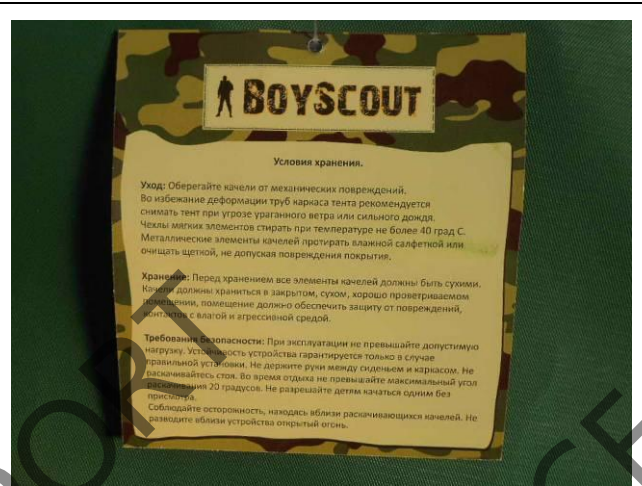 BOYSCOUT
Условия хранения.
Уход: Оберегайте качели от механических повреждений.
Во избежание деформации труб каркаса тента рекомендуется
снимать тент при угрозе ураганного ветра или сильного дождя.
Чехлы мягких элементов стирать при температуре не более 40 град С.
Металлические элементы качелей протирать влажной салфеткой или
очищать щеткой, не допуская повреждения покрытия.
Хранение: Перед хранением все элементы качелей должны быть сухими.
Качели должны храниться в закрытом, сухом, хорошо проветриваемом
помещении, помещение должно обеспечить защиту от повреждений,
контактов с влагой и агрессивной средой.
Требования безопасности: При эксплуатации не превышайте допустимую
нагрузку. Устойчивость устройства гарантируется только в случае
правильной установки. Не держите руки между сиденьем и каркасом. Не
раскачивайтесь стоя. Во время отдыха не превышайте максимальный угол
раскачивания 20 градусов. Не разрешайте детям качаться одним без
присмотра.
Соблюдайте осторожность, находясь вблизи раскачивающихся качелей. Не
разводите вблизи устройства открытый огонь.